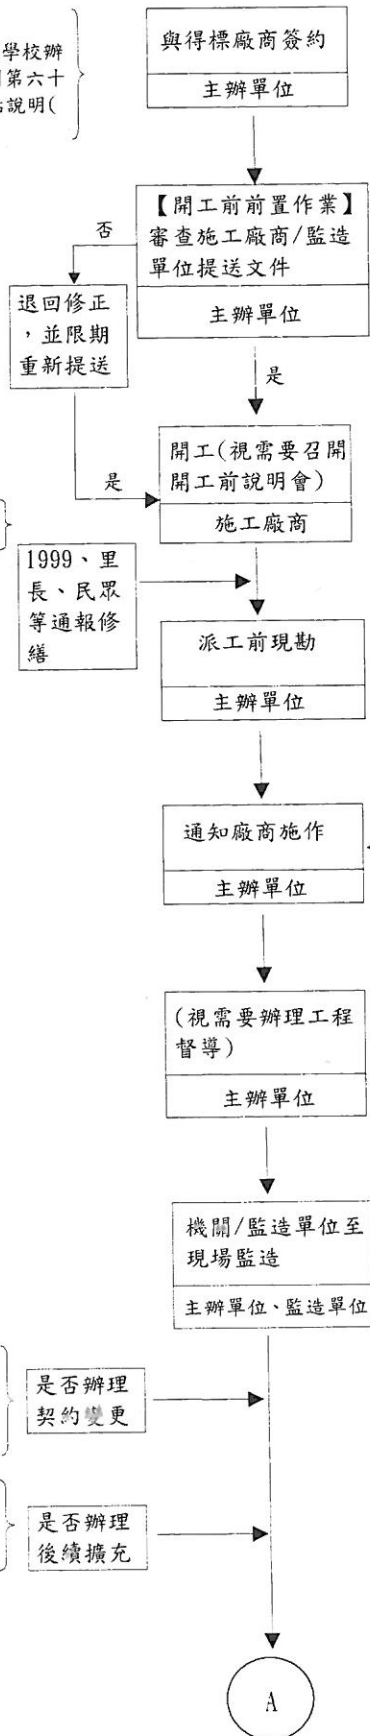 與得標廠商簽約
主辦單位
學校辦
第六十
說明(
【開工前前置作業】
審查施工廠商/監造
單位提送文件
主辦單位
否
退回修正
，並限期
重新提送
是
是
開工(視需要召開
開工前說明會)
施工廠商
1999、里
長、民眾
等通報修
繕
派工前現勘
主辦單位
通知廠商施作
主辦單位
(視需要辦理工程
督導)
主辦單位
機關/監造單位至
現場監造
主辦單位、監造單位
是否辦理
契約變更
是否辦理
後續擴充
A